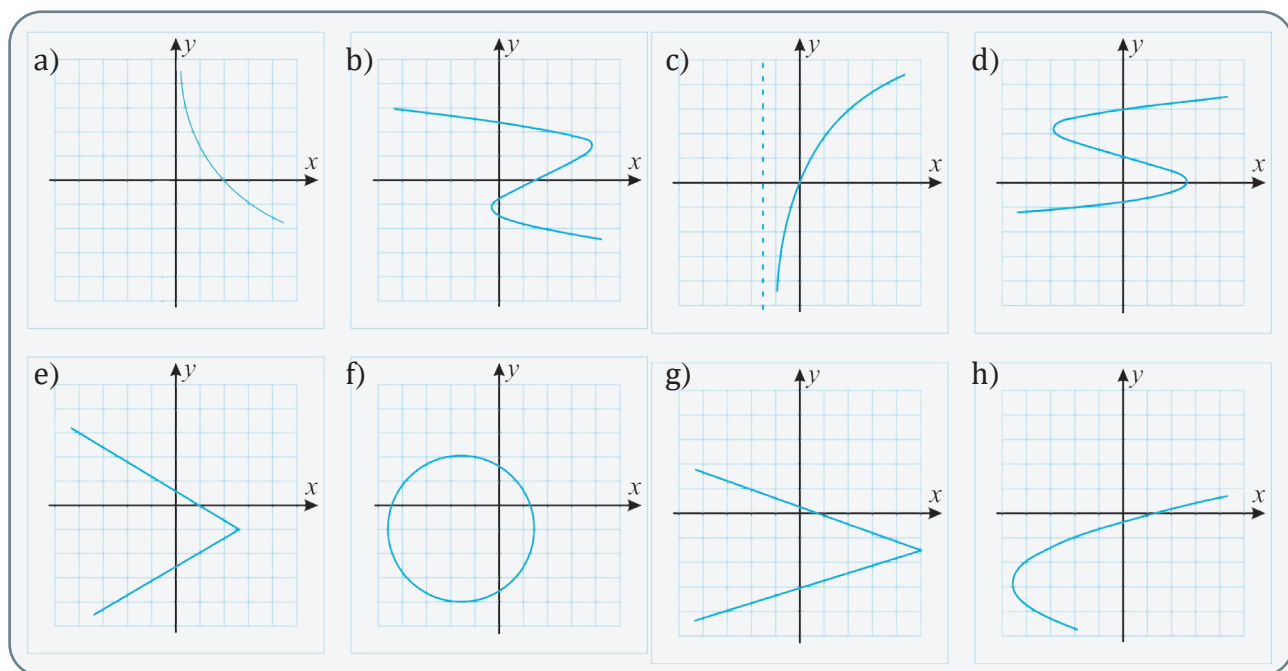 a) y x
b) y x
c) y x
d) y x
e) y x
f) y x
g) y x
h) y x